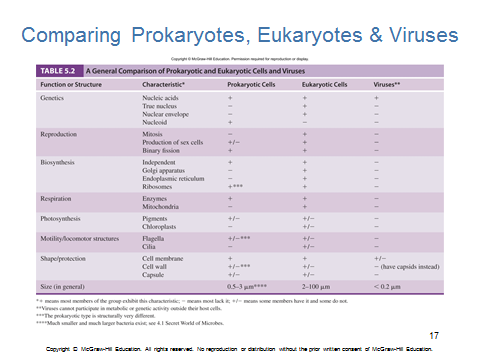 Comparing Prokaryotes, Eukaryotes & Viruses
Copyright © McGraw-Hill Education. Permission required for reproduction or display.
TABLE 5.2 A General Comparison of Prokaryotic and Eukaryotic Cells and Viruses
Function or Structure Characteristic* Prokaryotic Cells Eukaryotic Cells Viruses**
Genetics Nucleic acids + + +
True nucleus − + −
Nuclear envelope − + −
Nucleoid + − −
Reproduction Mitosis − + −
Production of sex cells +/− + −
Binary fission + + −
Biosynthesis Independent + + −
Golgi apparatus − + −
Endoplasmic reticulum − + −
Ribosomes +*** + −
Respiration Enzymes + + −
Mitochondria − + −
Photosynthesis Pigments +/− +/− −
Chloroplasts − +/− −
Motility/locomotor structures Flagella +/−*** +/− −
Cilia − +/− −
Shape/protection Cell membrane + + +/−
Cell wall +/−*** +/− − (have capsids instead)
Capsule +/− +/− −
Size (in general) 0.5–3 μm**** 2–100 μm < 0.2 μm
*+ means most members of the group exhibit this characteristic; − means most lack it; +/− means some members have it and some do not.
**Viruses cannot participate in metabolic or genetic activity outside their host cells.
***The prokaryotic type is structurally very different.
****Much smaller and much larger bacteria exist; see 4.1 Secret World of Microbes.
17
Copyright © McGraw-Hill Education. All rights reserved. No reproduction or distribution without the prior written consent of McGraw-Hill Education.